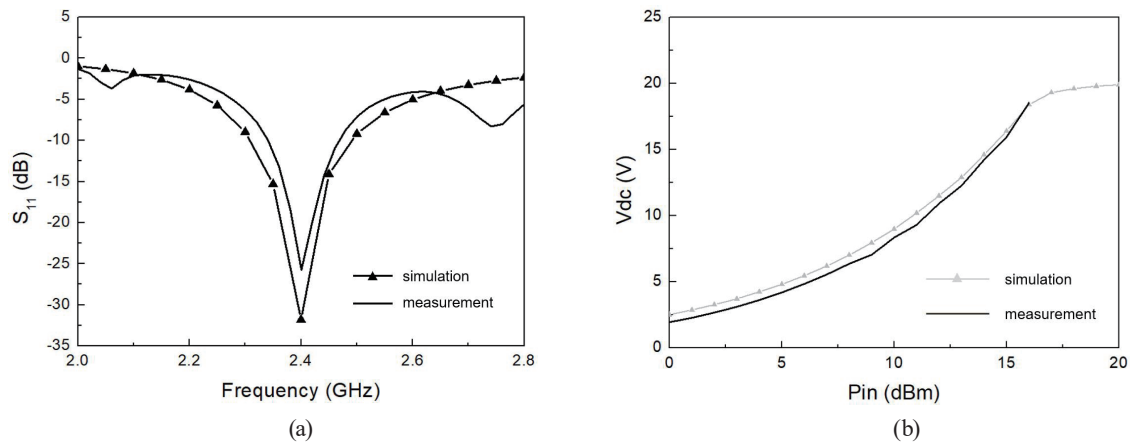 5
0
-5
-10
-15
-20
-25
-30
-35
S11 (dB)
simulation
measurement
2.0 2.2 2.4 2.6 2.8
Frequency (GHz)
(a)
25
20
15
10
5
0
Vdc (V)
simulation
measurement
0 5 10 15 20
Pin (dBm)
(b)